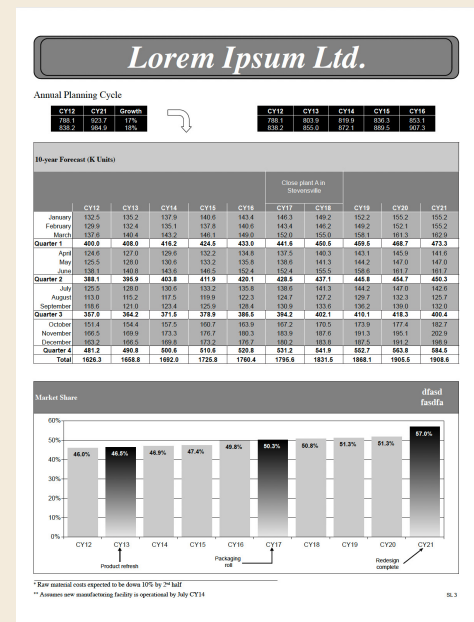 Lorem Ipsum Ltd.
Annual Planning Cycle
CY12 CY21 Growth
788.1 923.7 17%
838.2 984.9 18%
CY12 CY13 CY14 CY15 CY16
788.1 803.9 819.9 836.3 853.1
838.2 855.0 872.1 889.5 907.3
10-year Forecast (K Units)
Close plant A in
Stevensville
CY12 CY13 CY14 CY15 CY16 CY17 CY18 CY19 CY20 CY21
January 132.5 135.2 137.9 140.6 143.4 146.3 149.2 152.2 155.2 155.2
February 129.9 132.4 135.1 137.8 140.6 143.4 146.2 149.2 152.1 155.2
March 137.6 140.4 143.2 146.1 149.0 152.0 155.0 158.1 161.3 162.9
Quarter 1 400.0 408.0 416.2 424.5 433.0 441.6 450.5 459.5 468.7 473.3
April 124.6 127.0 129.6 132.2 134.8 137.5 140.3 143.1 145.9 141.6
May 125.5 128.0 130.6 133.2 135.8 138.6 141.3 144.2 147.0 147.0
June 138.1 140.8 143.6 146.5 152.4 152.4 155.5 158.6 161.7 161.7
Quarter 2 388.1 395.9 403.8 411.9 420.1 428.5 437.1 445.8 454.7 450.3
July 125.5 128.0 130.6 133.2 135.8 138.6 141.3 144.2 147.0 142.6
August 113.0 115.2 117.5 119.9 122.3 124.7 127.2 129.7 132.3 125.7
September 118.6 121.0 123.4 125.9 128.4 130.9 133.6 136.2 139.0 132.0
Quarter 3 357.0 364.2 371.5 378.9 386.5 394.2 402.1 410.1 418.3 400.4
October 151.4 154.4 157.5 160.7 163.9 167.2 170.5 173.9 177.4 182.7
November 166.5 169.9 173.3 176.7 180.3 183.9 187.6 191.3 195.1 202.9
December 163.2 166.5 169.8 173.2 176.7 180.2 183.8 187.5 191.2 198.9
Quarter 4 481.2 490.8 500.6 510.6 520.8 531.2 541.9 552.7 563.8 584.5
Total 1626.3 1658.8 1692.0 1725.8 1760.4 1795.6 1831.5 1868.1 1905.5 1908.6
Market Share
dfasd
fasdfa
60%
50%
40%
30%
20%
10%
0%
46.0% 46.5% 46.9% 47.4% 49.8% 50.3% 50.8% 51.3% 51.3% 57.0%
CY12 CY13 CY14 CY15 CY16 CY17 CY18 CY19 CY20 CY21
Product refresh
Packaging
roll
Redesign
complete
* Raw material costs expected to be down 10% by 2nd half
** Assumes new manufactoring facility is operational by July CY14
SL 3